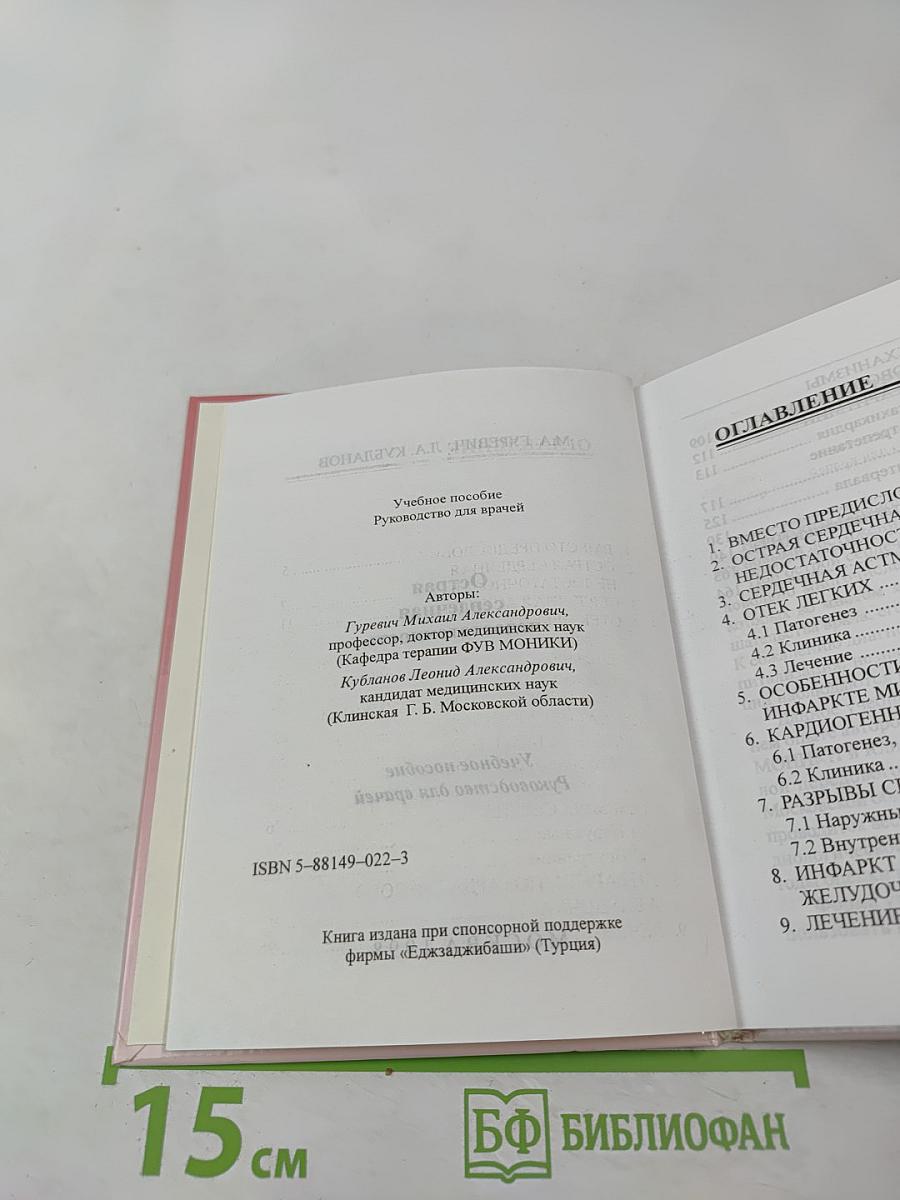 Учебное пособие
Руководство для врачей
Авторы:
Гуревич Михаил Александрович,
профессор, доктор медицинских наук
(Кафедра терапии ФУВ МОНИКИ)
Кубланов Леонид Александрович,
кандидат медицинских наук
(Клинская Г. Б. Московской области)
ISBN 5–88149–022–3
Книга издана при спонсорной поддержке
фирмы «Еджзаджибаши» (Турция)
ОГЛАВЛЕНИЕ
1. ВМЕСТО ПРЕДИСЛО
2. ОСТРАЯ СЕРДЕЧНА
НЕДОСТАТОЧНОСТ
3. СЕРДЕЧНАЯ АСТМ
4. ОТЕК ЛЕГКИХ
4.1 Патогенез
4.2 Клиника
4.3 Лечение
5. ОСОБЕННОСТИ
ИНФАРКТЕ МИ
6. КАРДИОГЕНН
6.1 Патогенез,
6.2 Клиника
7. РАЗРЫВЫ СЕ
7.1 Наружны
7.2 Внутрен
8. ИНФАРКТ
ЖЕЛУДОЧ
9. ЛЕЧЕНИЕ
15 см
БФ БИБЛИОФАН